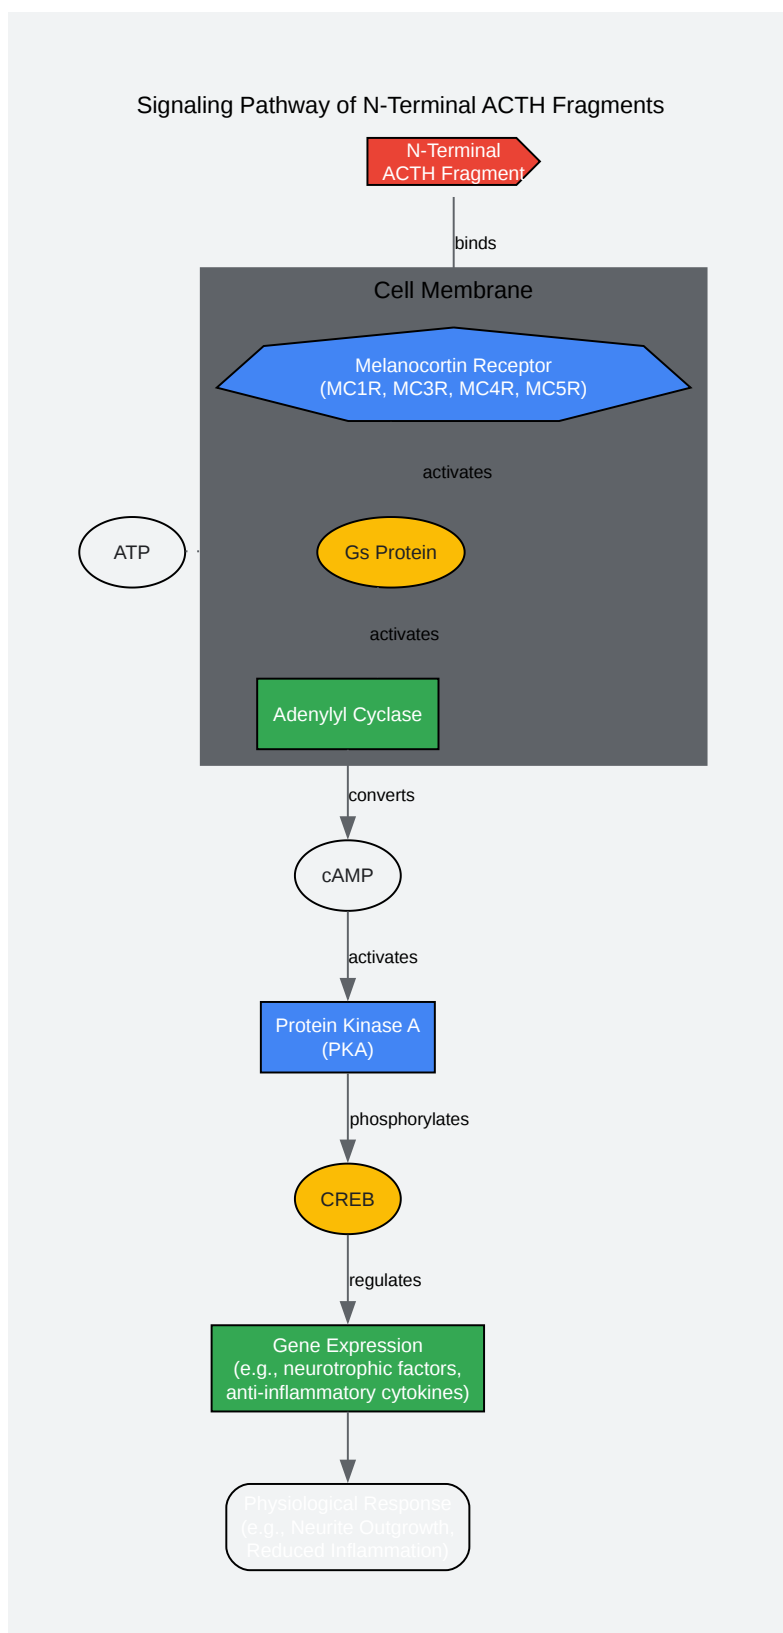 Signaling Pathway of N-Terminal ACTH Fragments
N-Terminal
ACTH Fragment
binds
Cell Membrane
Melanocortin Receptor
(MC1R, MC3R, MC4R, MC5R)
activates
ATP
Gs Protein
activates
Adenylyl Cyclase
converts
cAMP
activates
Protein Kinase A
(PKA)
phosphorylates
CREB
regulates
Gene Expression
(e.g., neurotrophic factors,
anti-inflammatory cytokines)
Physiological Response
(e.g., Neurite Outgrowth,
Reduced Inflammation)